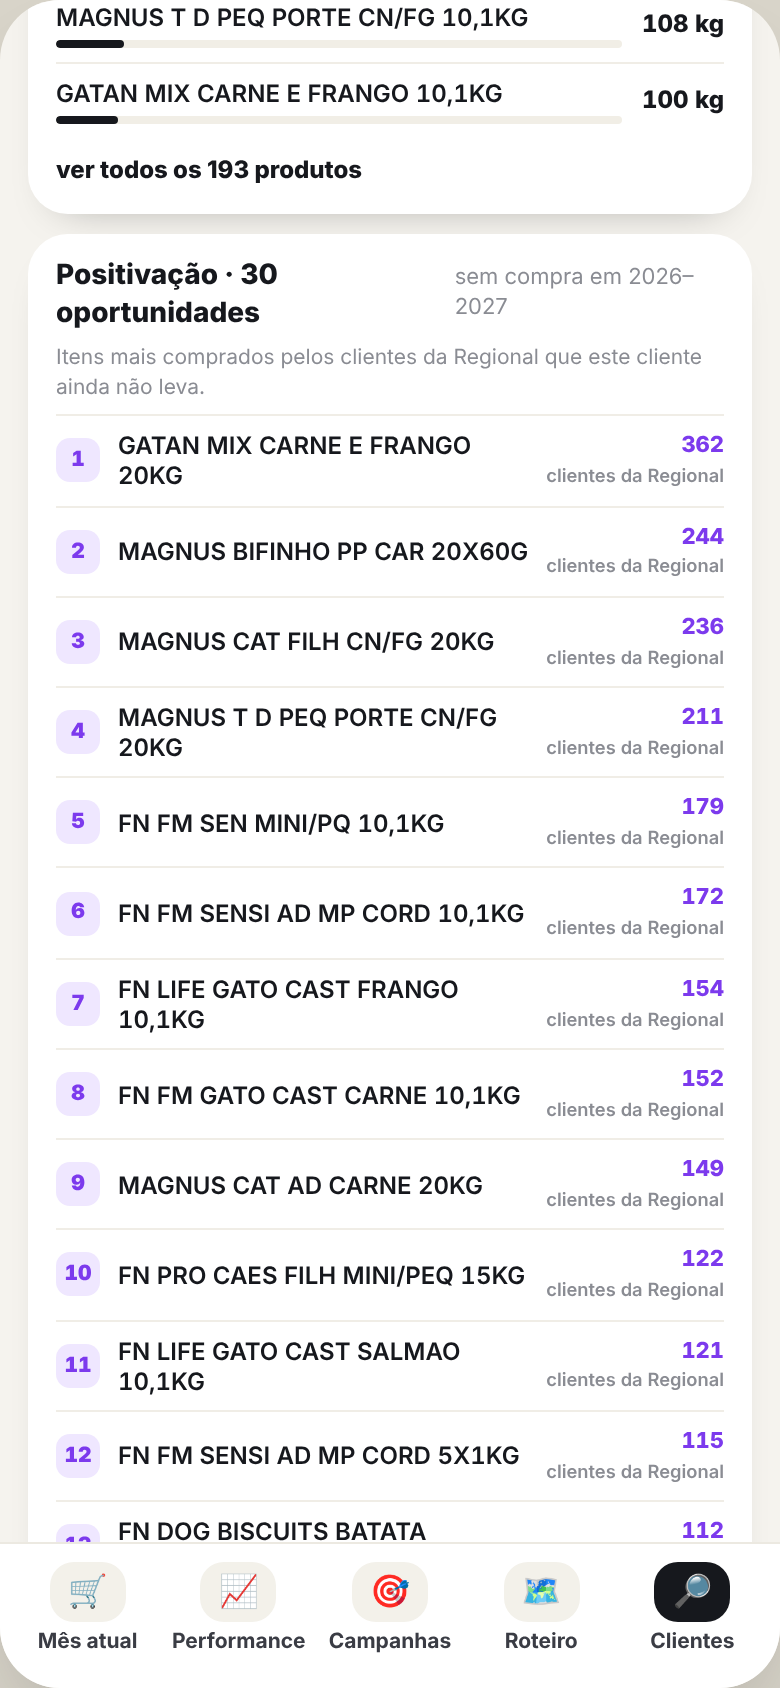 MAGNUS T D PEQ PORTE CN/FG 10,1KG
108 kg
GATAN MIX CARNE E FRANGO 10,1KG
100 kg
ver todos os 193 produtos
Positivação · 30
oportunidades
sem compra em 2026–
2027
Itens mais comprados pelos clientes da Regional que este cliente
ainda não leva.
1
GATAN MIX CARNE E FRANGO
20KG
362
clientes da Regional
2
MAGNUS BIFINHO PP CAR 20X60G
244
clientes da Regional
3
MAGNUS CAT FILH CN/FG 20KG
236
clientes da Regional
4
MAGNUS T D PEQ PORTE CN/FG
20KG
211
clientes da Regional
5
FN FM SEN MINI/PQ 10,1KG
179
clientes da Regional
6
FN FM SENSI AD MP CORD 10,1KG
172
clientes da Regional
7
FN LIFE GATO CAST FRANGO
10,1KG
154
clientes da Regional
8
FN FM GATO CAST CARNE 10,1KG
152
clientes da Regional
9
MAGNUS CAT AD CARNE 20KG
149
clientes da Regional
10
FN PRO CAES FILH MINI/PEQ 15KG
122
clientes da Regional
11
FN LIFE GATO CAST SALMAO
10,1KG
121
clientes da Regional
12
FN FM SENSI AD MP CORD 5X1KG
115
clientes da Regional
13
FN DOG BISCUITS BATATA
112
Mês atual
Performance
Campanhas
Roteiro
Clientes